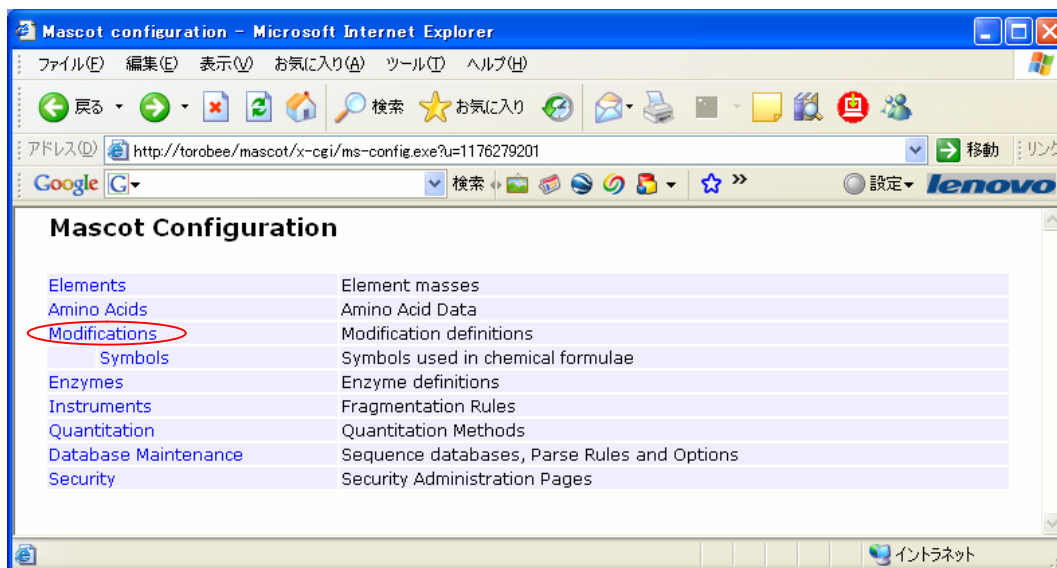 Mascot configuration - Microsoft Internet Explorer
ファイル(F) 編集(E) 表示(V) お気に入り(A) ツール(T) ヘルプ(H)
戻る 検索 お気に入り
アドレス(D) http://torobee/mascot/x-cgi/ms-config.exe?u=1176279201 移動 リンク
Google G 検索 » 設定 lenovo
Mascot Configuration
Elements Element masses
Amino Acids Amino Acid Data
Modifications Modification definitions
Symbols Symbols used in chemical formulae
Enzymes Enzyme definitions
Instruments Fragmentation Rules
Quantitation Quantitation Methods
Database Maintenance Sequence databases, Parse Rules and Options
Security Security Administration Pages
イントラネット